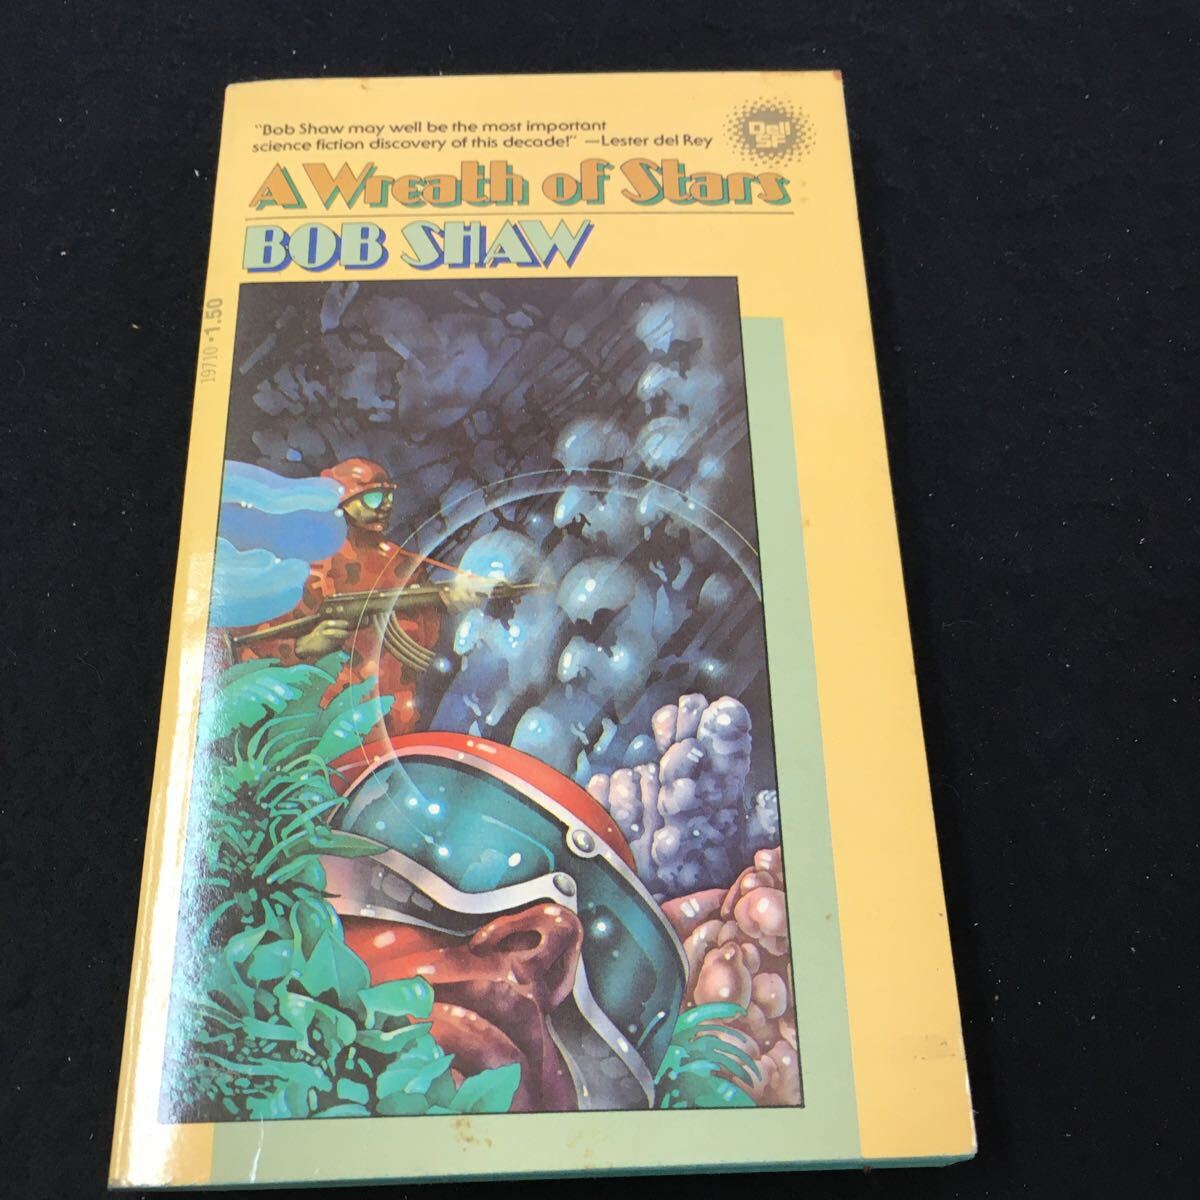 "Bob Shaw may well be the most important
science fiction discovery of this decade!" —Lester del Rey
Dell
SF
A Wreath of Stars
BOB SHAW
19710 • 1.50